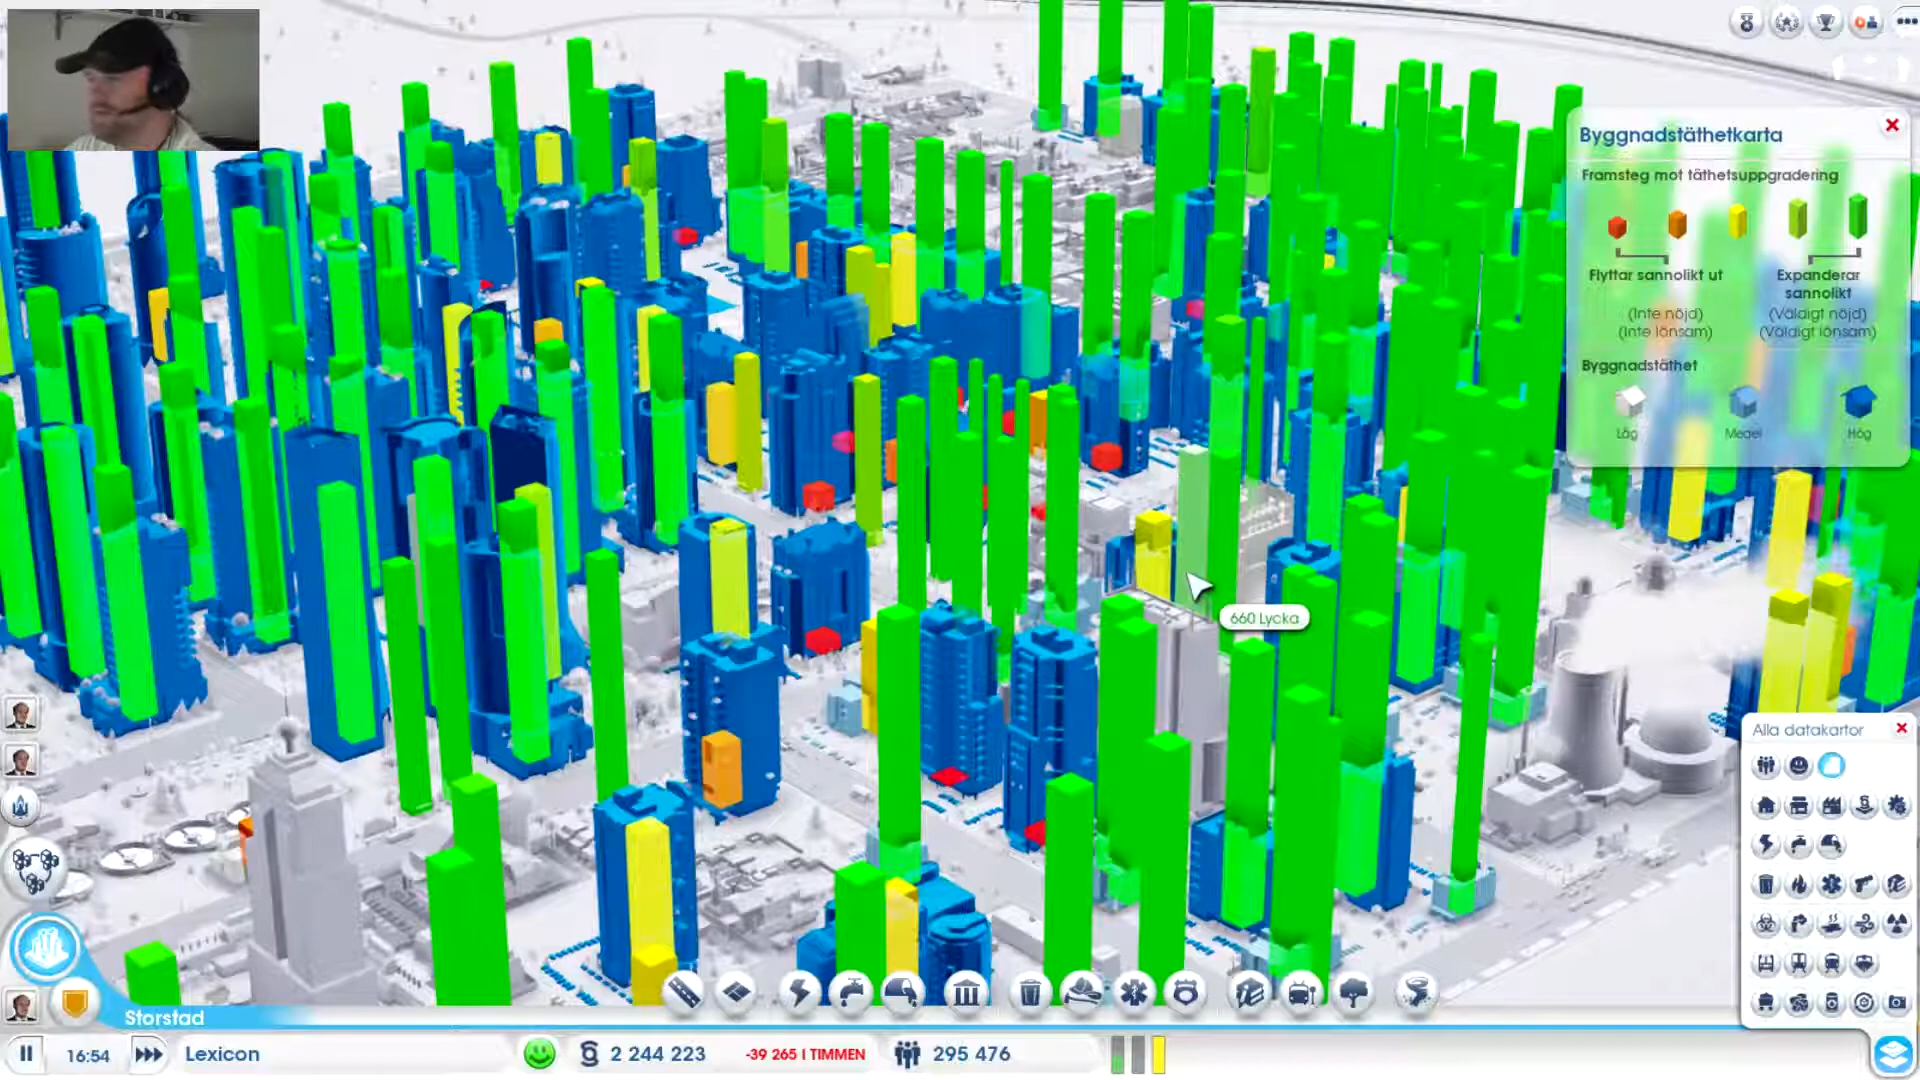 Byggnadstäthetkarta
Framsteg mot täthetsuppgradering
Flyttar sannolikt ut
(Inte nöjd)
(Inte lönsam)
Expanderar
sannolikt
(Väldigt nöjd)
(Väldigt lönsam)
Byggnadstäthet
Låg
Medel
Hög
660 Lycka
Alla datakartor
Storstad
16:54
Lexicon
2 244 223
-39 265 I TIMMEN
295 476